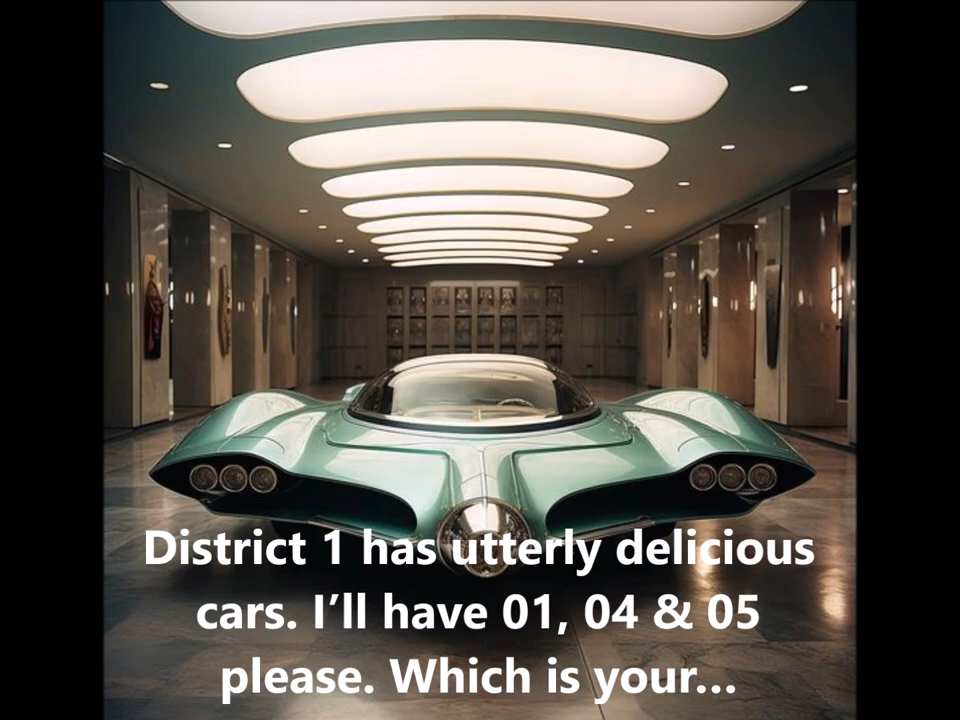 District 1 has utterly delicious
cars. I’ll have 01, 04 & 05
please. Which is your...